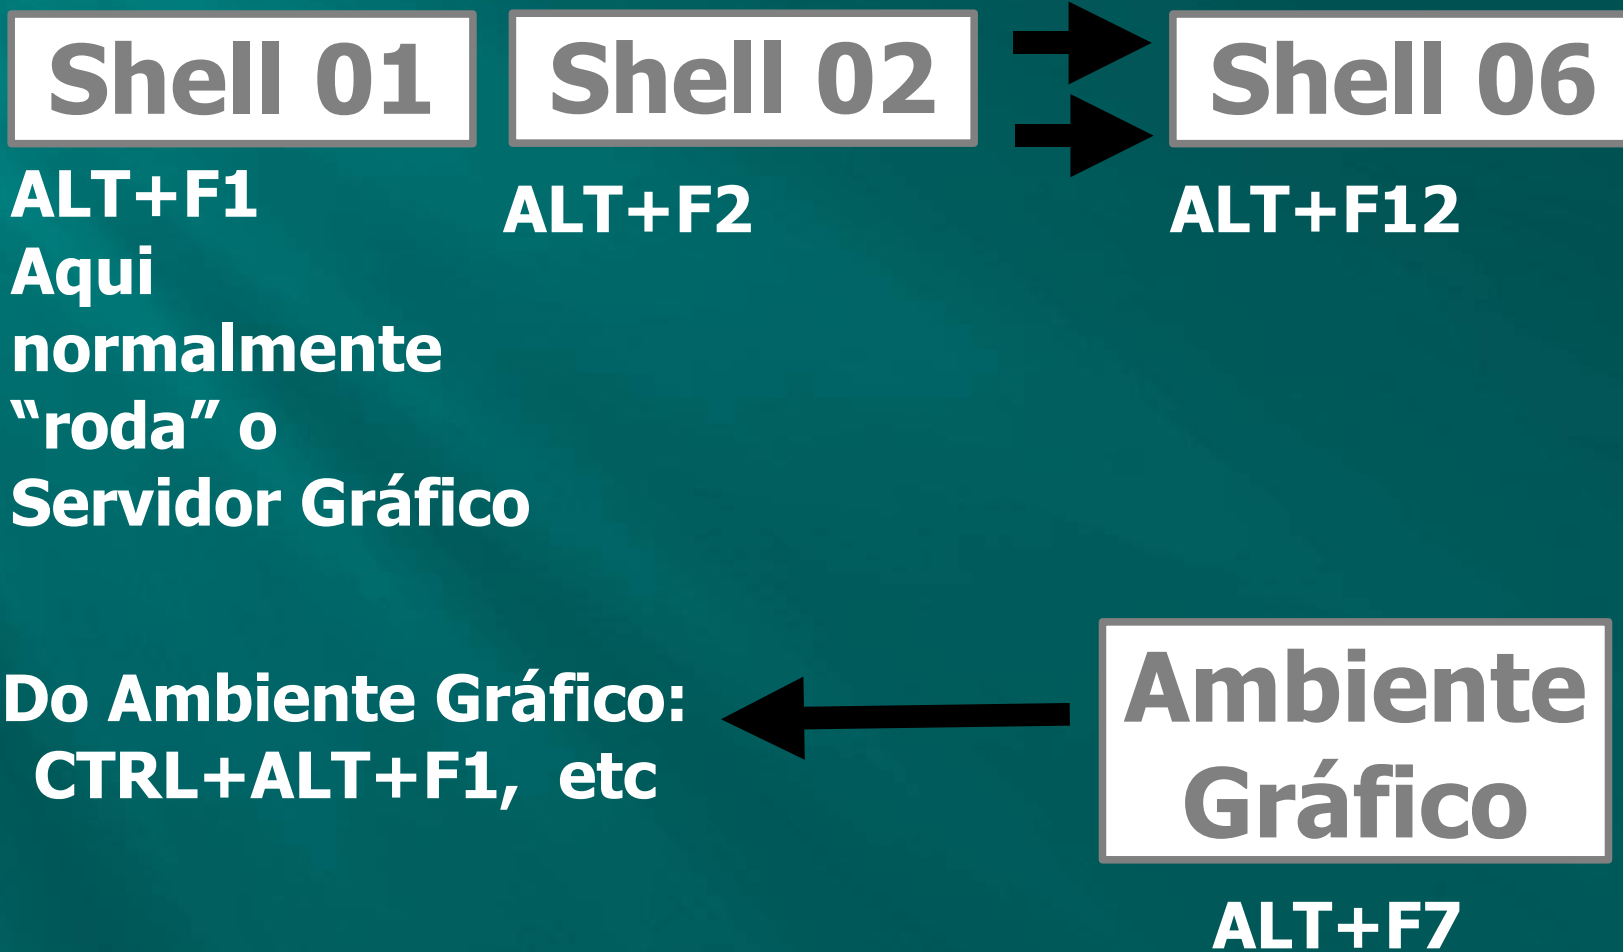 Shell 01
Shell 02
Shell 06
ALT+F1
Aqui
normalmente
“roda” o
Servidor Gráfico
ALT+F2
ALT+F12
Do Ambiente Gráfico:
CTRL+ALT+F1, etc
Ambiente
Gráfico
ALT+F7